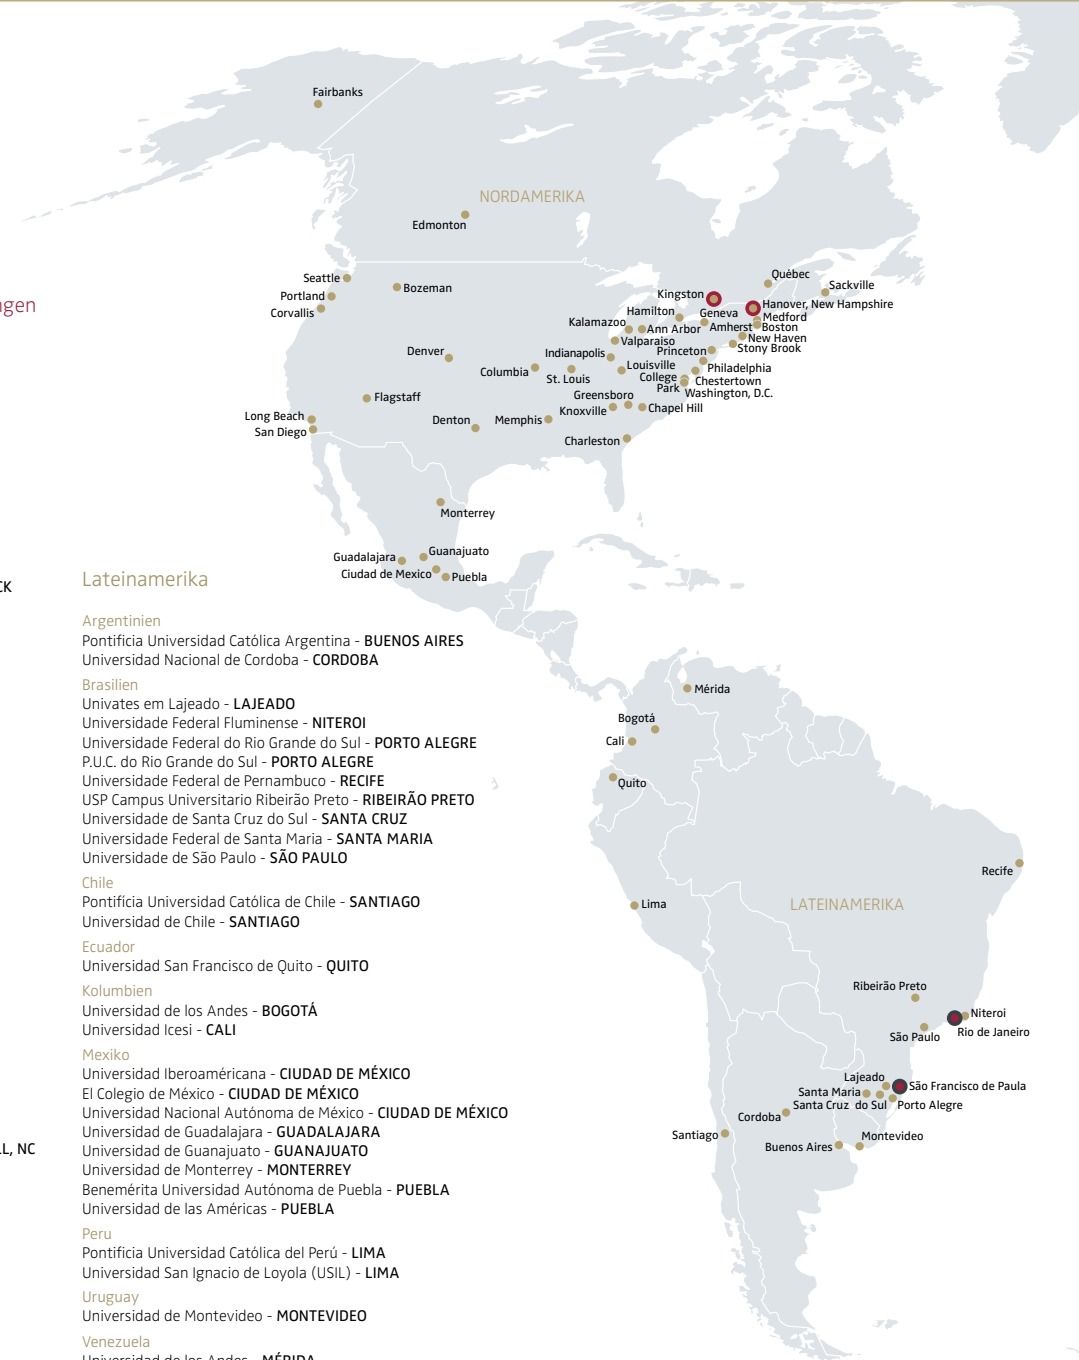 Fairbanks
NORDAMERIKA
Edmonton
Seattle
Bozeman
Portland
Corvallis
Québec
Sackville
Kingston
Hanover, New Hampshire
Hamilton
Geneva
Medford
Kalamazoo
Ann Arbor
Amherst
Boston
Valparaiso
New Haven
Stony Brook
Princeton
Denver
Indianapolis
Louisville
Philadelphia
Columbia
St. Louis
College
Park
Chestertown
Washington, D.C.
Flagstaff
Greensboro
Knoxville
Chapel Hill
Long Beach
San Diego
Denton
Memphis
Charleston
Monterrey
Guadalajara
Guanajuato
Ciudad de Mexico
Puebla
ngen
CK
LL, NC
Lateinamerika
Argentinien
Pontificia Universidad Católica Argentina - BUENOS AIRES
Universidad Nacional de Cordoba - CORDOBA
Brasilien
Univates em Lajeado - LAJEADO
Universidade Federal Fluminense - NITEROI
Universidade Federal do Rio Grande do Sul - PORTO ALEGRE
P.U.C. do Rio Grande do Sul - PORTO ALEGRE
Universidade Federal de Pernambuco - RECIFE
USP Campus Universitario Ribeirão Preto - RIBEIRÃO PRETO
Universidade de Santa Cruz do Sul - SANTA CRUZ
Universidade Federal de Santa Maria - SANTA MARIA
Universidade de São Paulo - SÃO PAULO
Chile
Pontifícia Universidad Católica de Chile - SANTIAGO
Universidad de Chile - SANTIAGO
Ecuador
Universidad San Francisco de Quito - QUITO
Kolumbien
Universidad de los Andes - BOGOTÁ
Universidad Icesi - CALI
Mexiko
Universidad Iberoaméricana - CIUDAD DE MÉXICO
El Colegio de México - CIUDAD DE MÉXICO
Universidad Nacional Autónoma de México - CIUDAD DE MÉXICO
Universidad de Guadalajara - GUADALAJARA
Universidad de Guanajuato - GUANAJUATO
Universidad de Monterrey - MONTERREY
Benemérita Universidad Autónoma de Puebla - PUEBLA
Universidad de las Américas - PUEBLA
Peru
Pontificia Universidad Católica del Perú - LIMA
Universidad San Ignacio de Loyola (USIL) - LIMA
Uruguay
Universidad de Montevideo - MONTEVIDEO
Venezuela
Universidad de los Andes - MÉRIDA
Mérida
Bogotá
Cali
Quito
Recife
Lima
LATEINAMERIKA
Ribeirão Preto
Niteroi
Rio de Janeiro
São Paulo
Lajeado
São Francisco de Paula
Santa Maria
Santa Cruz do Sul
Porto Alegre
Cordoba
Santiago
Montevideo
Buenos Aires